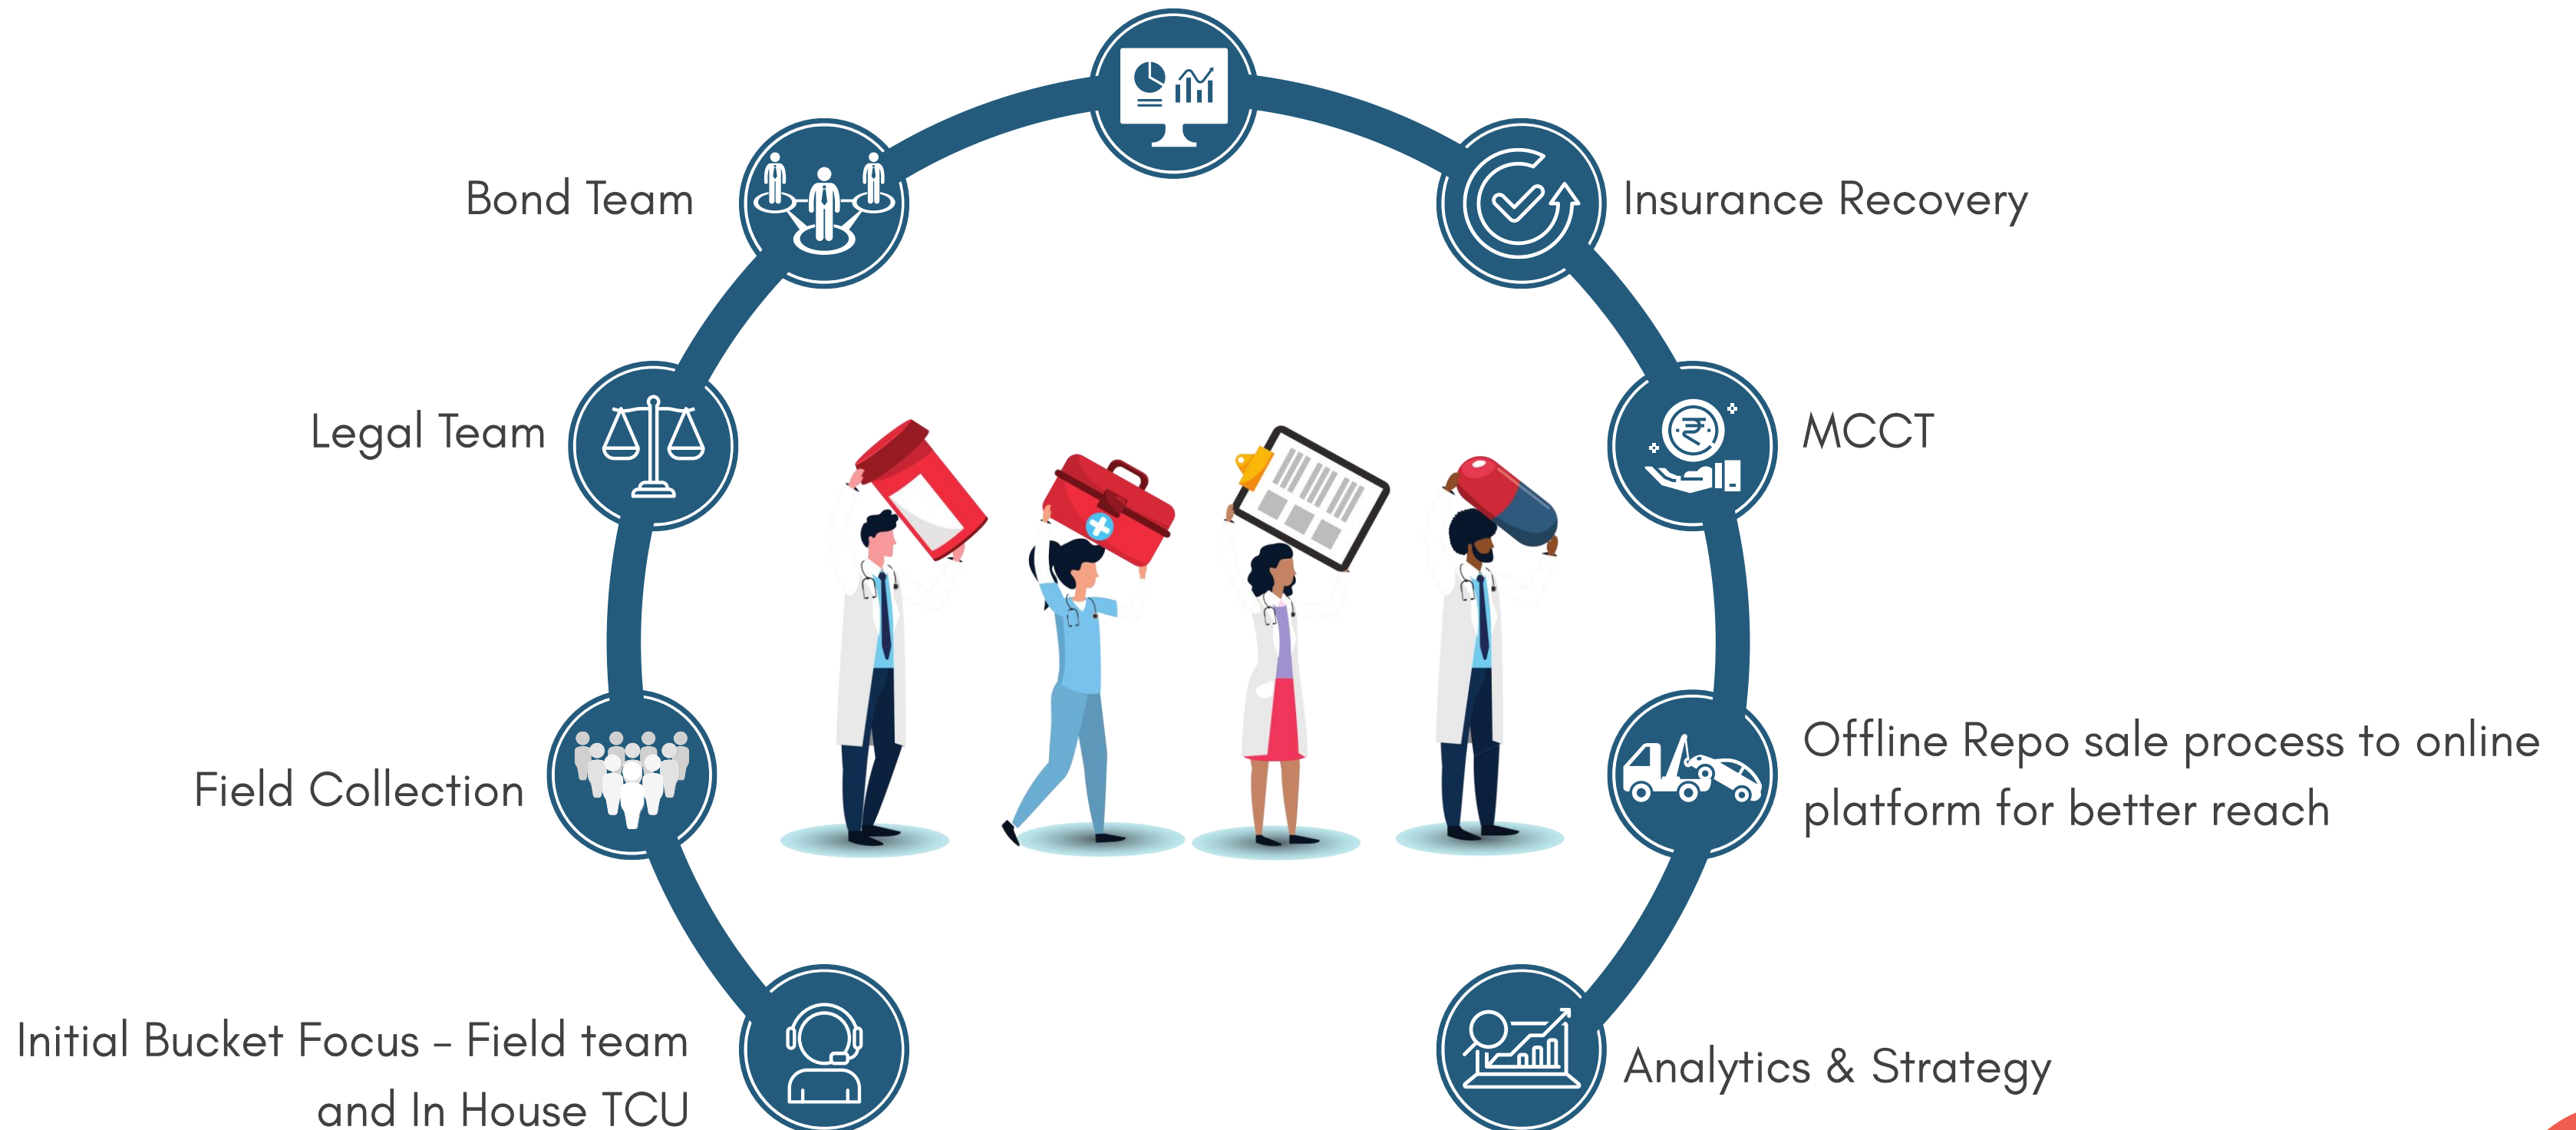 Bond Team
Insurance Recovery
Legal Team
MCCT
Field Collection
Offline Repo sale process to online
platform for better reach
Initial Bucket Focus – Field team
and In House TCU
Analytics & Strategy